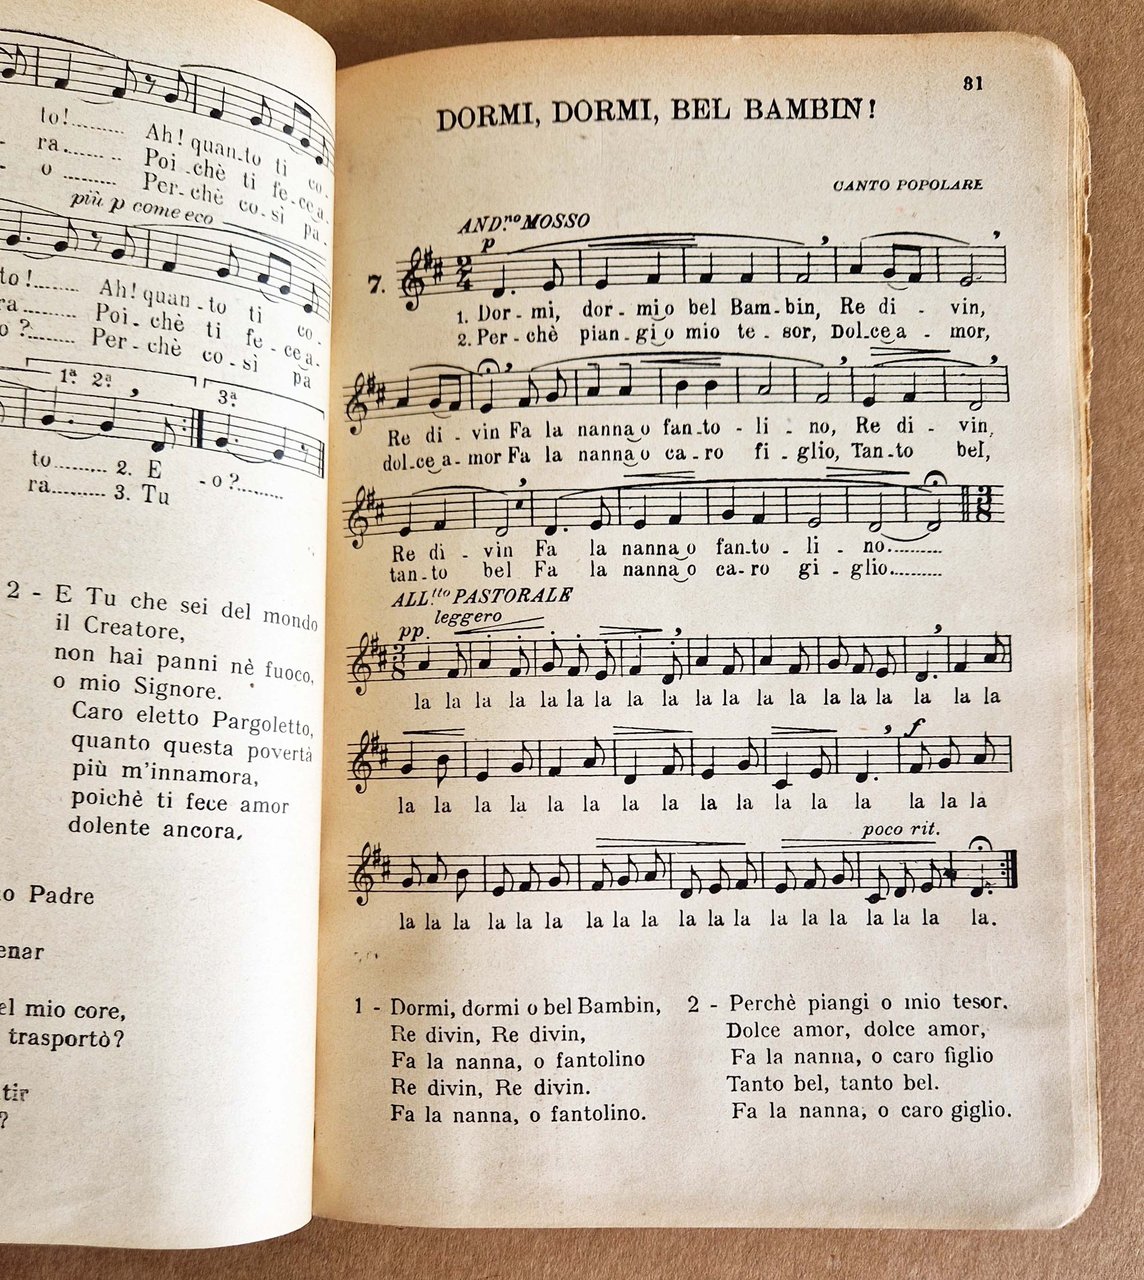 to!......... Ah! quan-to ti co-
ra......... Poi-chè ti fe-ce a-
o ......... Per-chè co-sì pa-
più p come eco
to!......... Ah! quan-to ti co-
ra......... Poi-chè ti fe-ce a-
o?......... Per-chè co-sì pa
1ª. 2ª.
3ª.
to......... 2. E -o?.........
ra......... 3. Tu
2 - E Tu che sei del mondo
il Creatore,
non hai panni nè fuoco,
o mio Signore.
Caro eletto Pargoletto,
quanto questa povertà
più m'innamora,
poichè ti fece amor
dolente ancora,
Padre
mio core,
trasportò?
81
DORMI, DORMI, BEL BAMBIN!
CANTO POPOLARE
AND.no MOSSO
p
7.
2/4
1. Dor-mi, dor-mi o bel Bam-bin, Re di - vin,
2. Per-chè pian-gi o mio te-sor, Dol-ce a-mor,
Re di - vin Fa la nanna o fan-to - li - no, Re di - vin,
dol-ce a-mor Fa la nanna o ca-ro fi - glio, Tan-to bel,
3/8
Re di - vin Fa la nanna o fan-to - li - no.........
tan-to bel Fa la nanna o ca-ro gi - glio.........
ALL.tto PASTORALE
leggero
pp.
3/8
la la la la la la la la la la la la la la la la la la
f
la la la la la la la la la la la la la la la la
poco rit.
la la la la la la la la la la la la la la la la la la la.
1 - Dormi, dormi o bel Bambin,
Re divin, Re divin,
Fa la nanna, o fantolino
Re divin, Re divin.
Fa la nanna, o fantolino.
2 - Perchè piangi o mio tesor.
Dolce amor, dolce amor,
Fa la nanna, o caro figlio
Tanto bel, tanto bel.
Fa la nanna, o caro giglio.